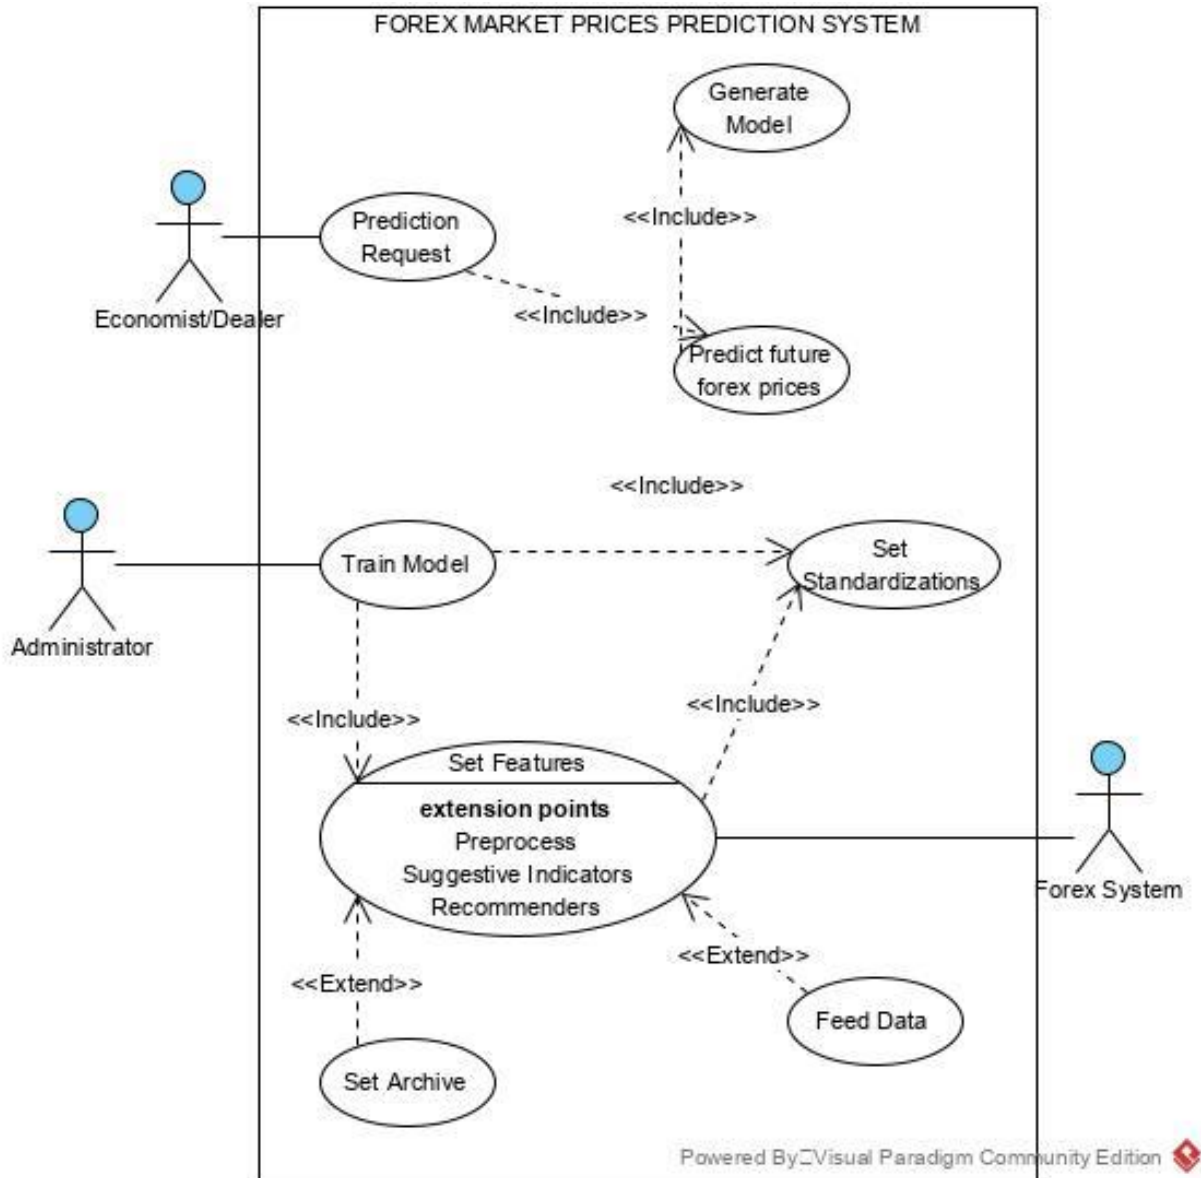 FOREX MARKET PRICES PREDICTION SYSTEM
Generate
Model
<<Include>>
Prediction
Request
Economist/Dealer
<<Include>>
Predict future
forex prices
<<Include>>
Train Model
Set
Standardizations
Administrator
<<Include>>
<<Include>>
Set Features
extension points
Preprocess
Suggestive Indicators
Recommenders
Forex System
<<Extend>>
<<Extend>>
Feed Data
Set Archive
Powered By Visual Paradigm Community Edition